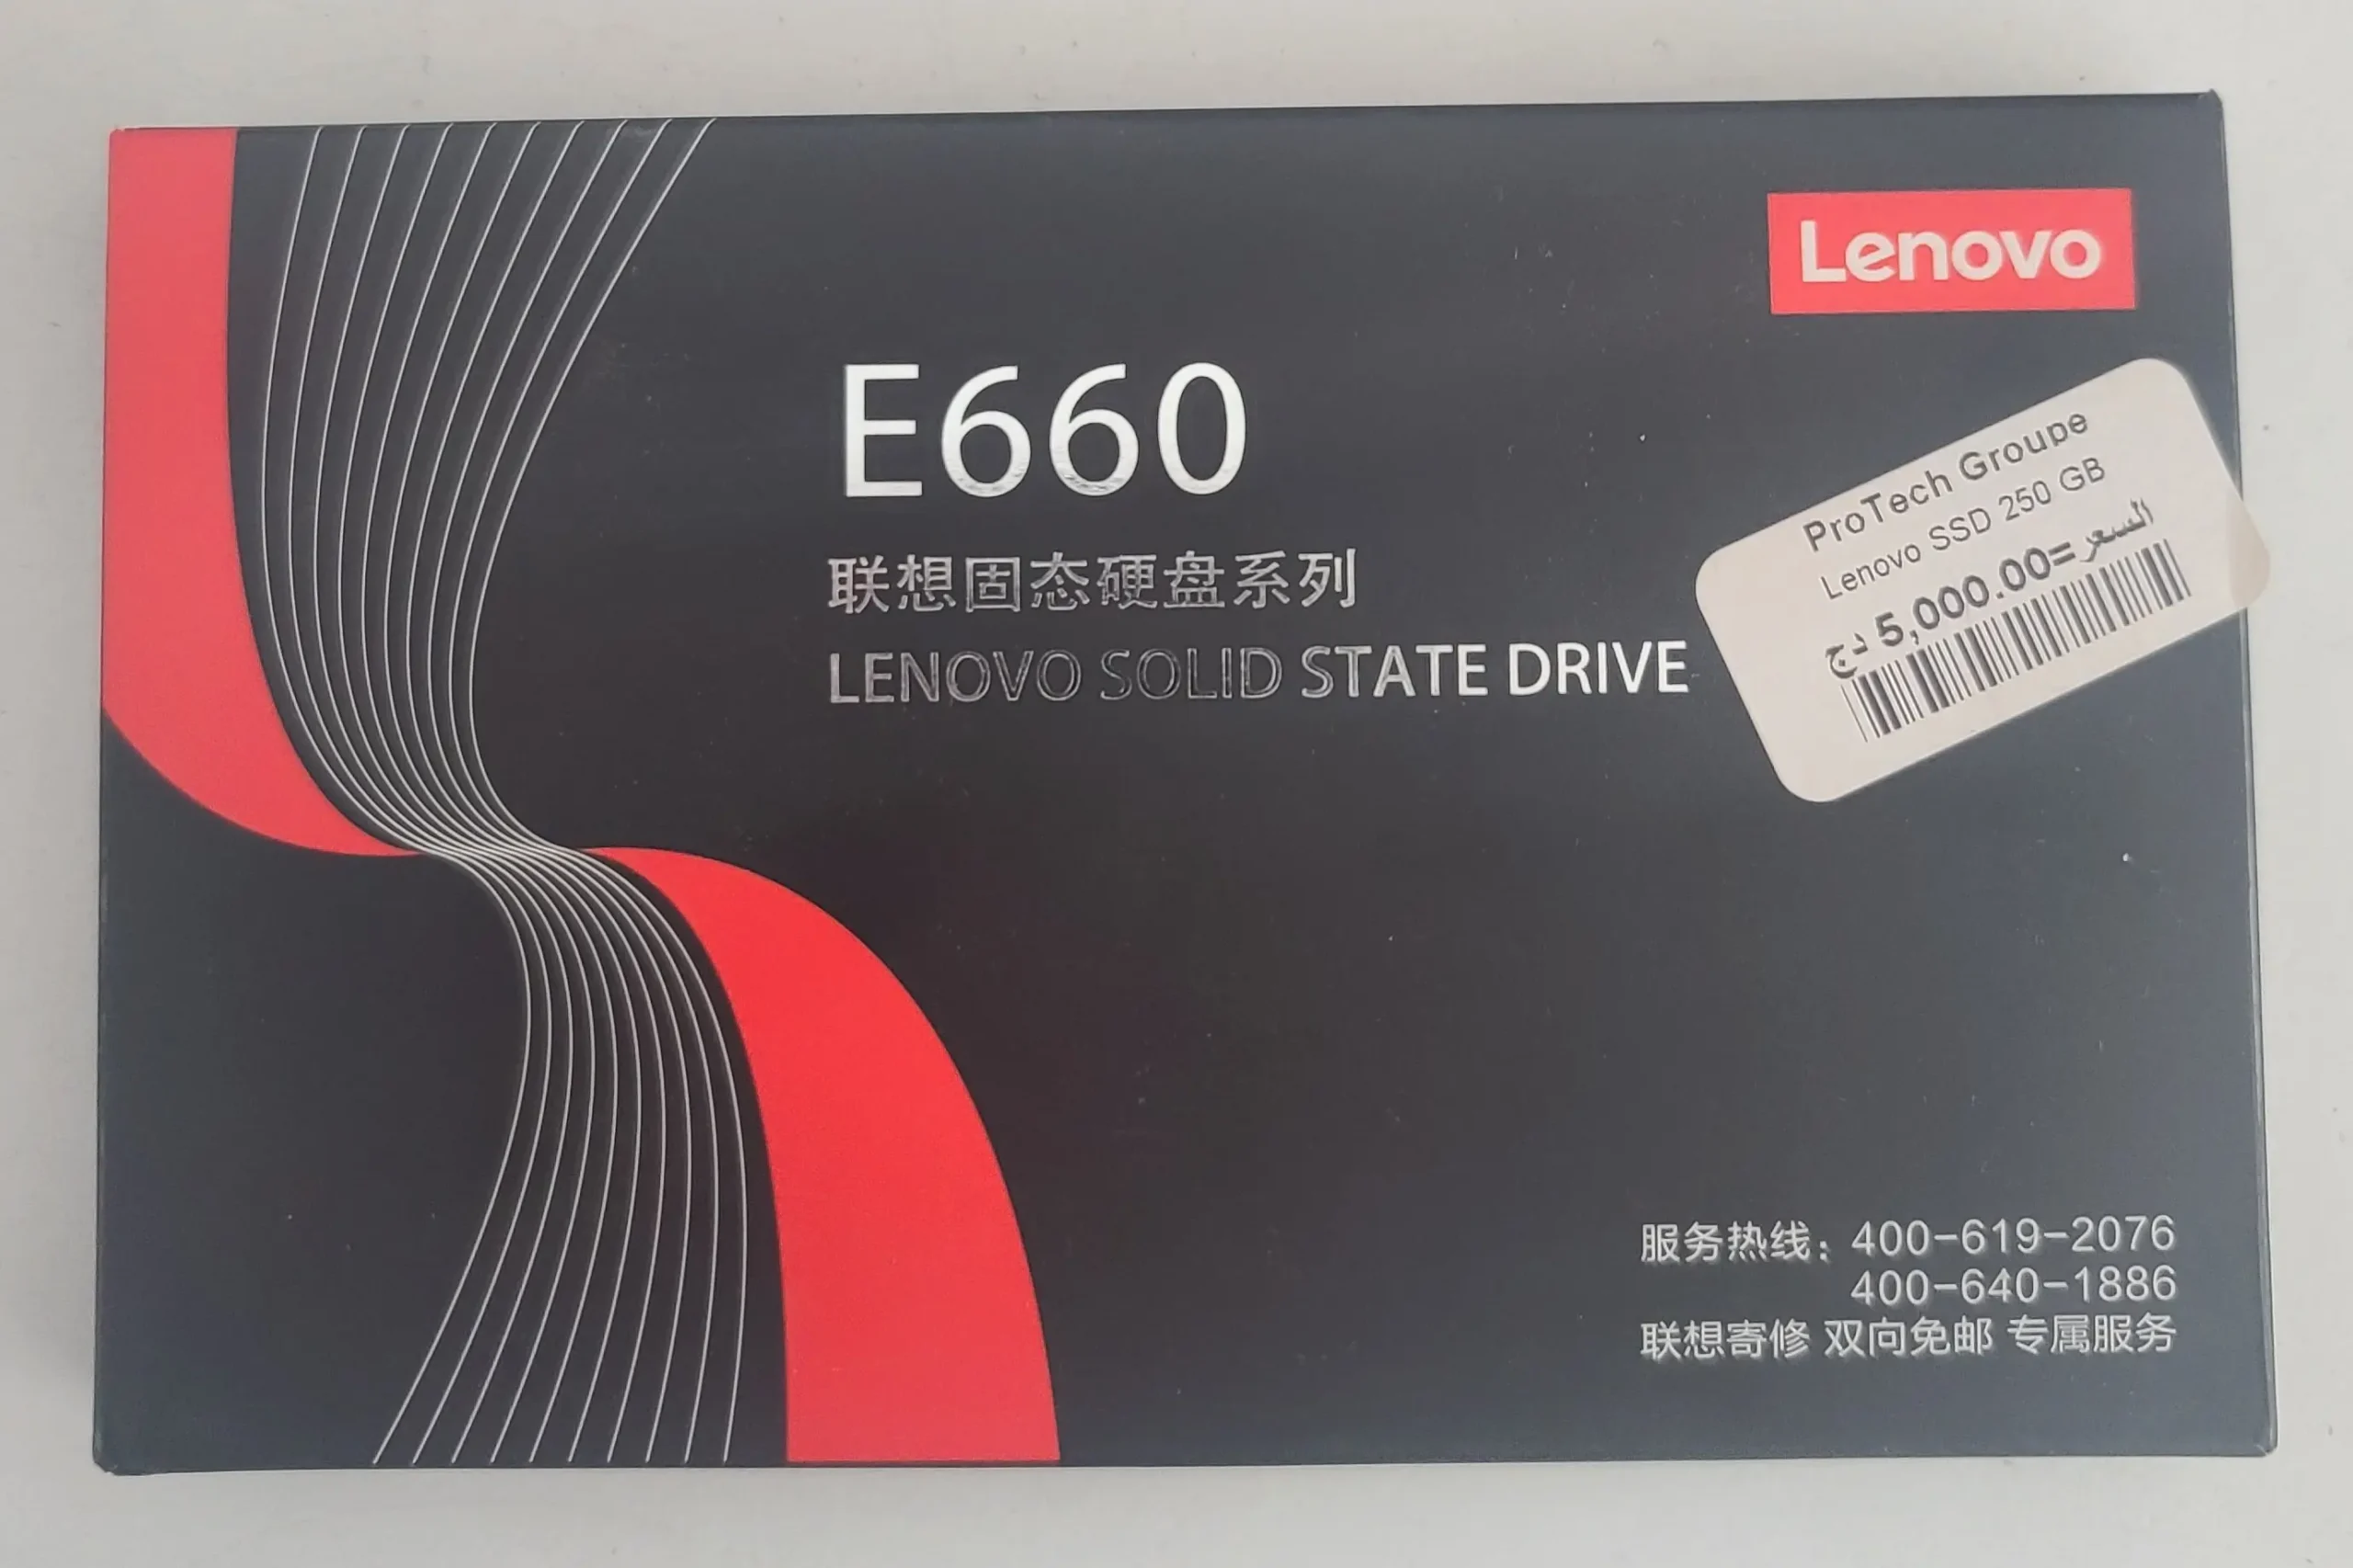 Lenovo
E660
联想固态硬盘系列
LENOVO SOLID STATE DRIVE
ProTech Groupe
Lenovo SSD 250 GB
السعر=5,000.00 دج
服务热线：400-619-2076
400-640-1886
联想寄修 双向免邮 专属服务